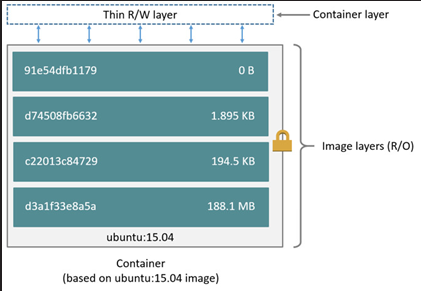 Thin R/W layer
Container layer
91e54dfb1179 0 B
d74508fb6632 1.895 KB
c22013c84729 194.5 KB
d3a1f33e8a5a 188.1 MB
Image layers (R/O)
ubuntu:15.04
Container
(based on ubuntu:15.04 image)